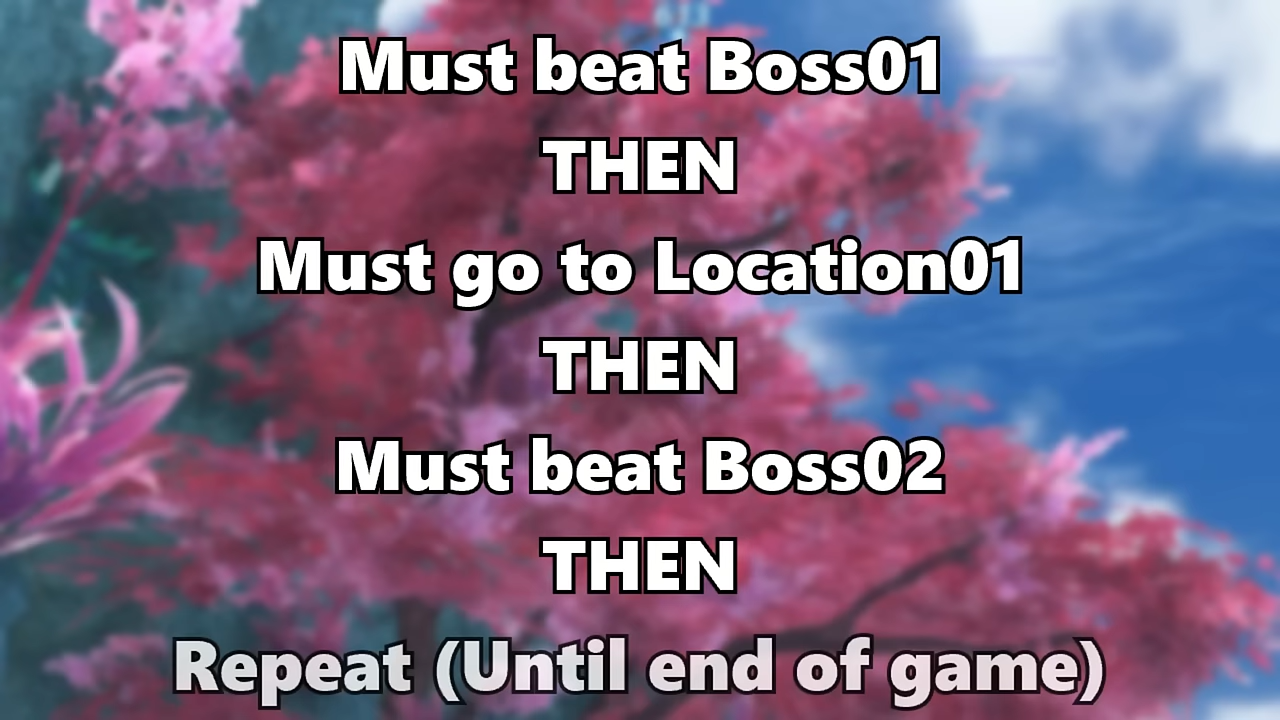 Must beat Boss01
THEN
Must go to Location01
THEN
Must beat Boss02
THEN
Repeat (Until end of game)